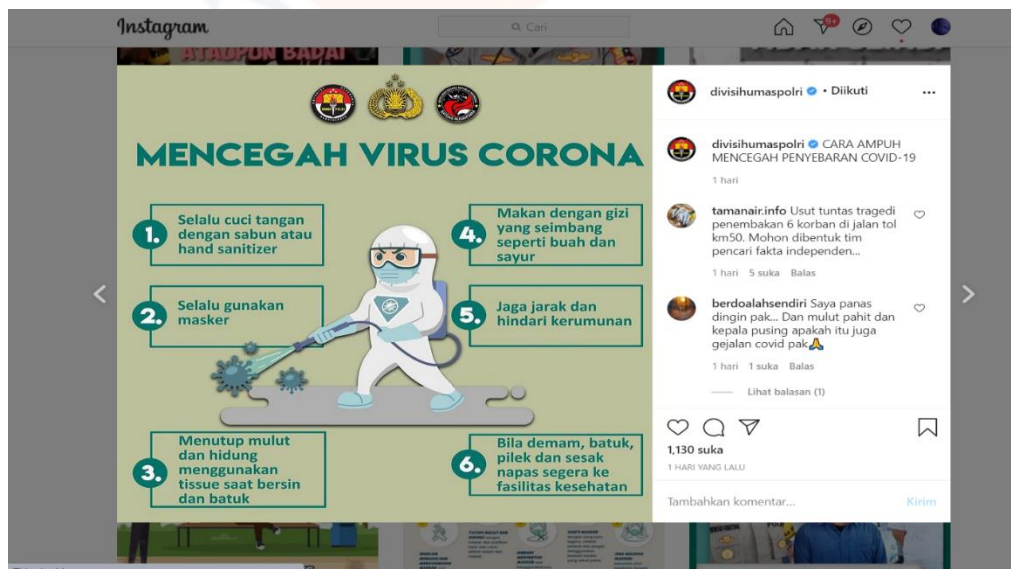 Instagram
Cari
9+
ATAUPUN BADAI
MENCEGAH VIRUS CORONA
1.
Selalu cuci tangan
dengan sabun atau
hand sanitizer
2.
Selalu gunakan
masker
3.
Menutup mulut
dan hidung
menggunakan
tissue saat bersin
dan batuk
4.
Makan dengan gizi
yang seimbang
seperti buah dan
sayur
5.
Jaga jarak dan
hindari kerumunan
6.
Bila demam, batuk,
pilek dan sesak
napas segera ke
fasilitas kesehatan
divisihumaspolri • Diikuti
divisihumaspolri CARA AMPUH
MENCEGAH PENYEBARAN COVID-19
1 hari
tamanair.info Usut tuntas tragedi
penembakan 6 korban di jalan tol
km50. Mohon dibentuk tim
pencari fakta independen...
1 hari 5 suka Balas
berdoalahsendiri Saya panas
dingin pak... Dan mulut pahit dan
kepala pusing apakah itu juga
gejalan covid pak🙏
1 hari 1 suka Balas
Lihat balasan (1)
1,130 suka
1 HARI YANG LALU
Tambahkan komentar...
Kirim